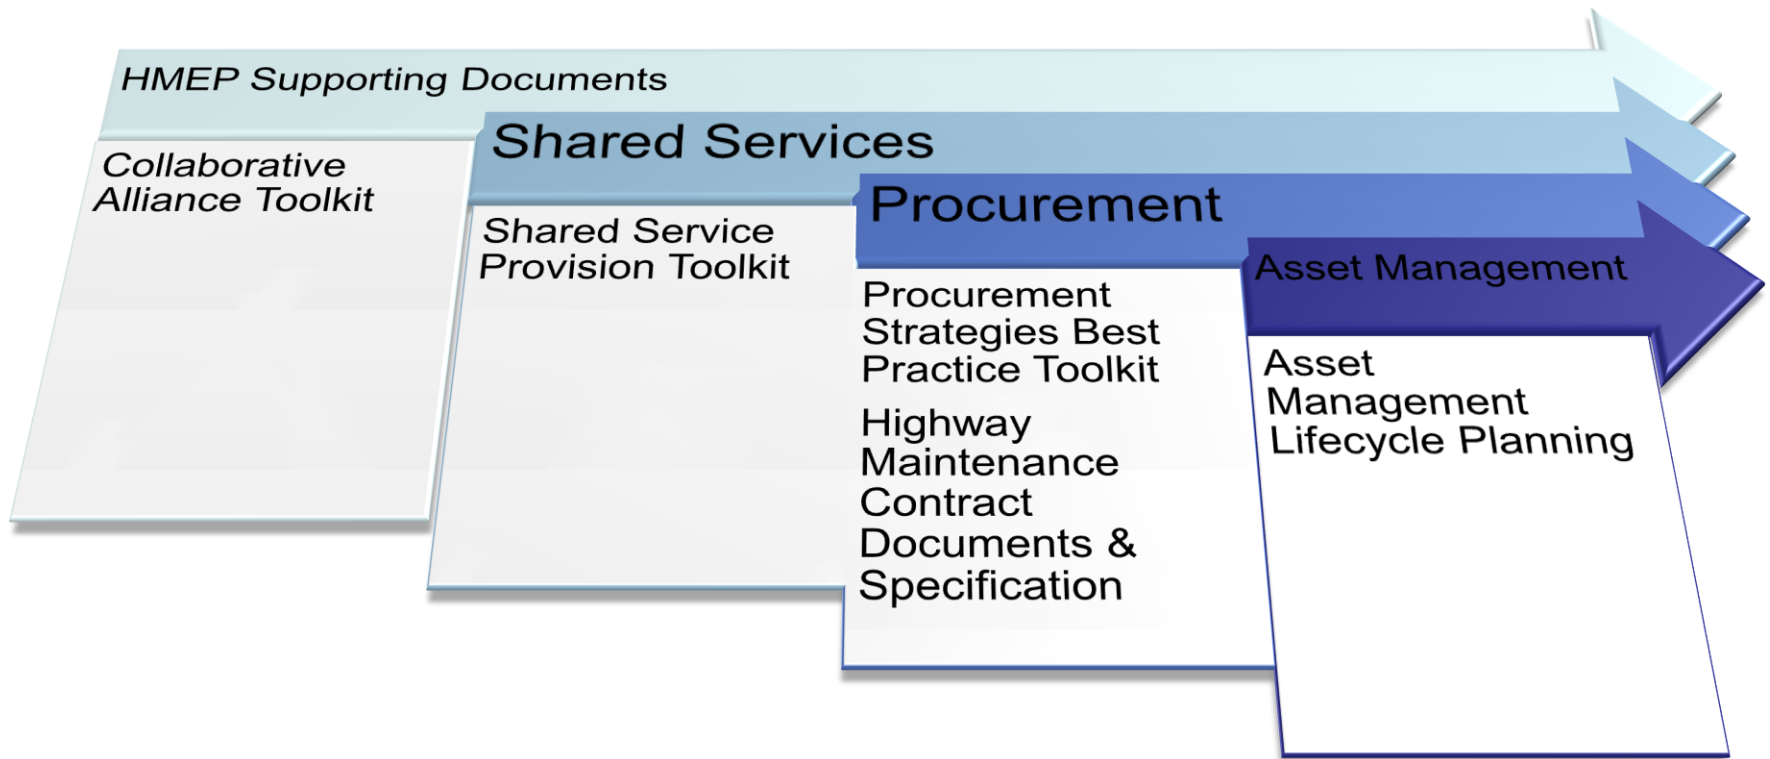 HMEP Supporting Documents
Collaborative
Alliance Toolkit
Shared Services
Shared Service
Provision Toolkit
Procurement
Procurement
Strategies Best
Practice Toolkit
Highway
Maintenance
Contract
Documents &
Specification
Asset Management
Asset
Management
Lifecycle Planning